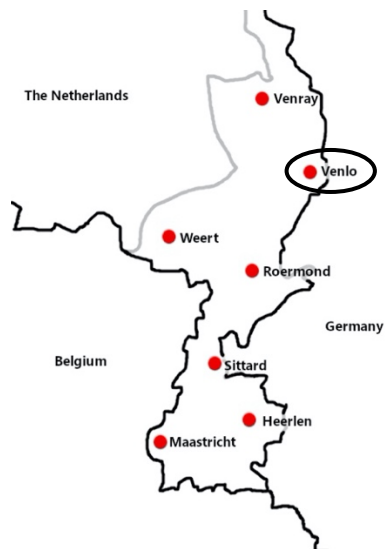 The Netherlands
Venray
Venlo
Weert
Roermond
Germany
Belgium
Sittard
Heerlen
Maastricht